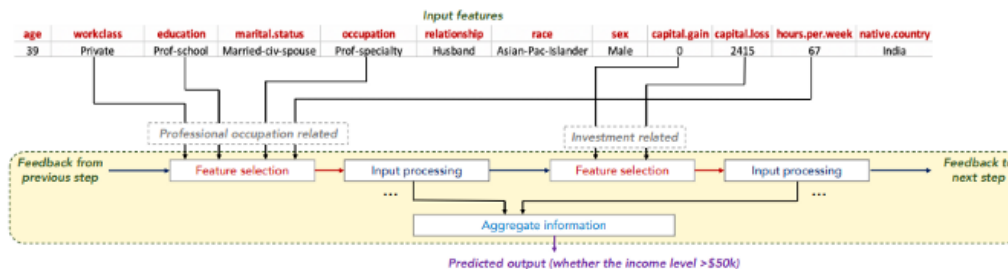 Input features
age workclass education marital.status occupation relationship race sex capital.gain capital.loss hours.per.week native.country
39 Private Prof-school Married-civ-spouse Prof-specialty Husband Asian-Pac-Islander Male 0 2415 67 India
Professional occupation related Investment related
Feedback from previous step
Feature selection Input processing Feature selection Input processing
Feedback to next step
... ...
Aggregate information
Predicted output (whether the income level >$50k)